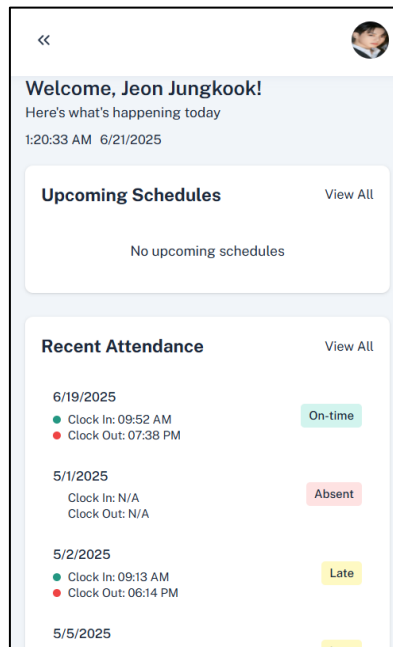 Welcome, Jeon Jungkook!
Here's what's happening today
1:20:33 AM 6/21/2025
Upcoming Schedules
View All
No upcoming schedules
Recent Attendance
View All
6/19/2025
Clock In: 09:52 AM
Clock Out: 07:38 PM
On-time
5/1/2025
Clock In: N/A
Clock Out: N/A
Absent
5/2/2025
Clock In: 09:13 AM
Clock Out: 06:14 PM
Late
5/5/2025